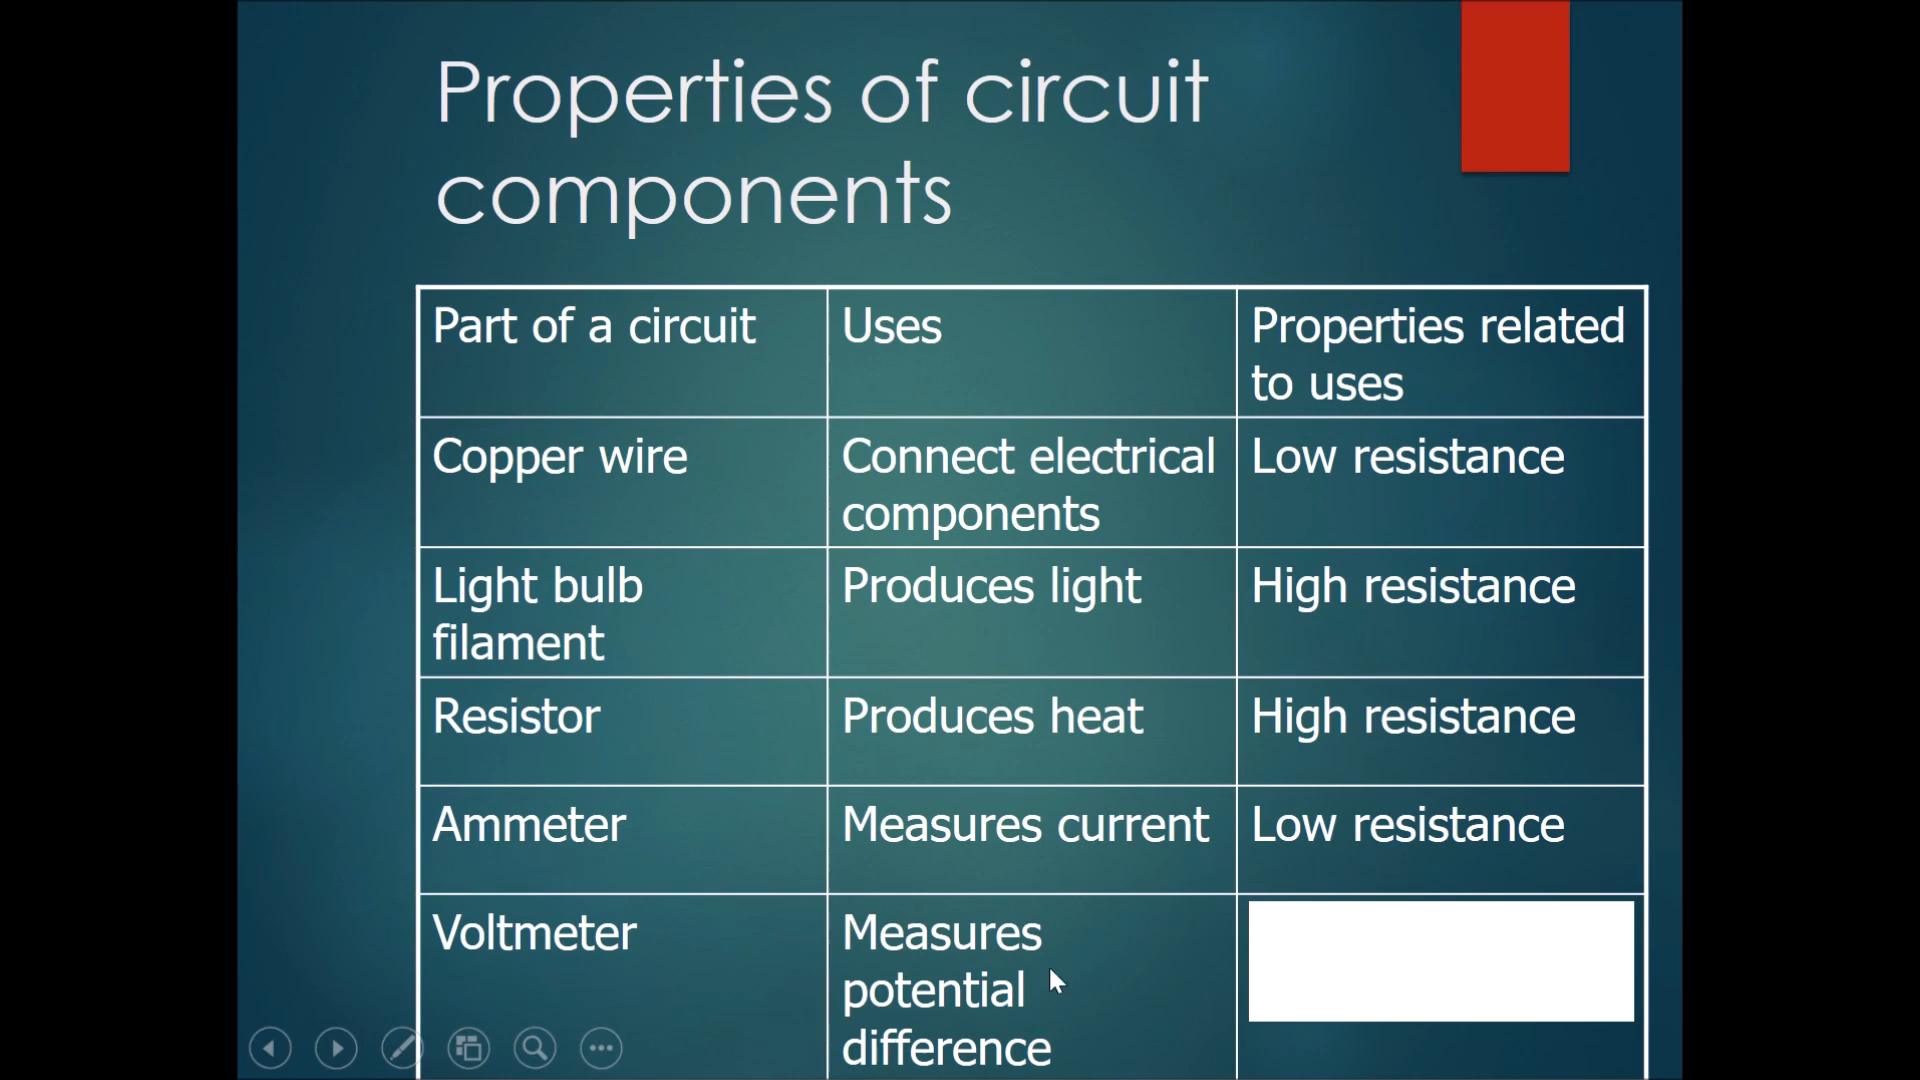 Properties of circuit
components
Part of a circuit
Uses
Properties related
to uses
Copper wire
Connect electrical
components
Low resistance
Light bulb
filament
Produces light
High resistance
Resistor
Produces heat
High resistance
Ammeter
Measures current
Low resistance
Voltmeter
Measures
potential
difference